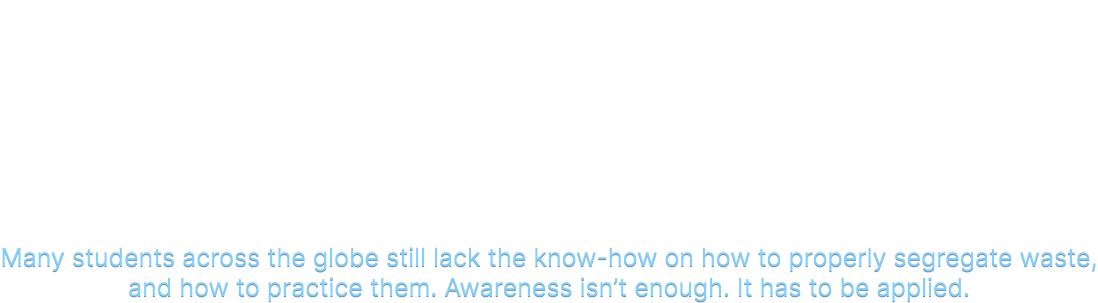 Many students across the globe still lack the know-how on how to properly segregate waste,
and how to practice them. Awareness isn’t enough. It has to be applied.